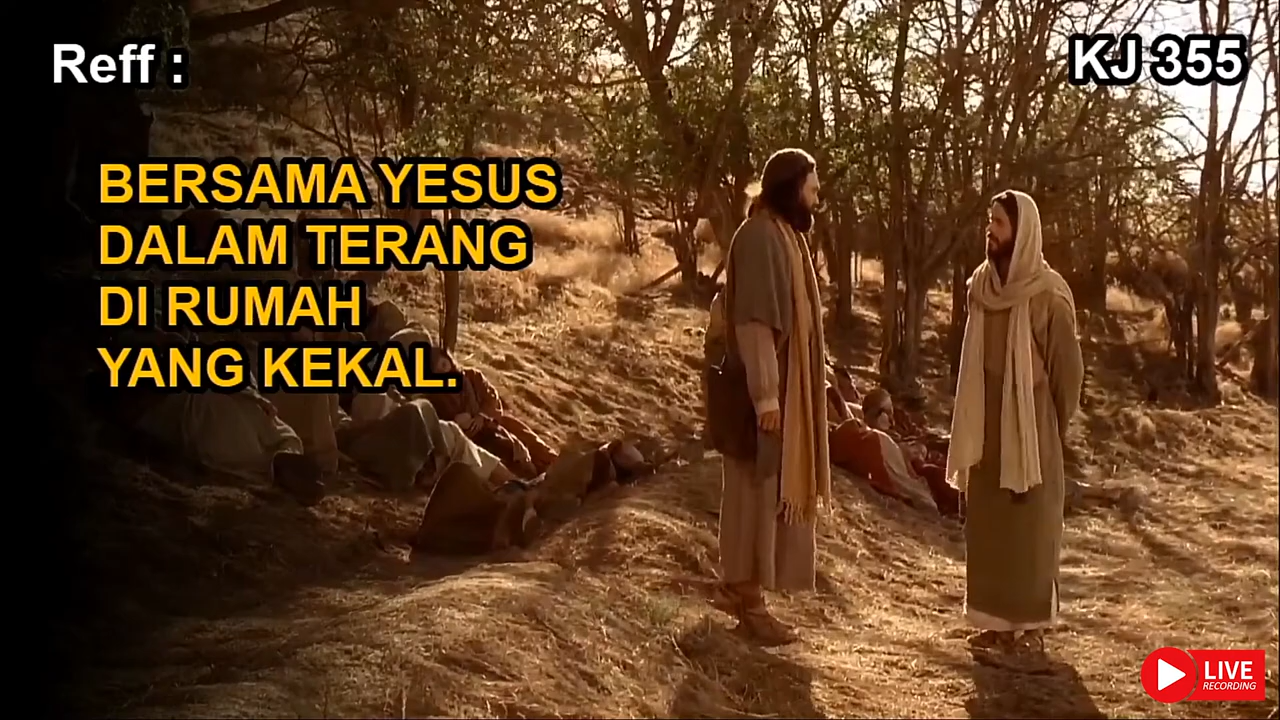 Reff :
KJ 355
BERSAMA YESUS
DALAM TERANG
DI RUMAH
YANG KEKAL.
LIVE
RECORDING